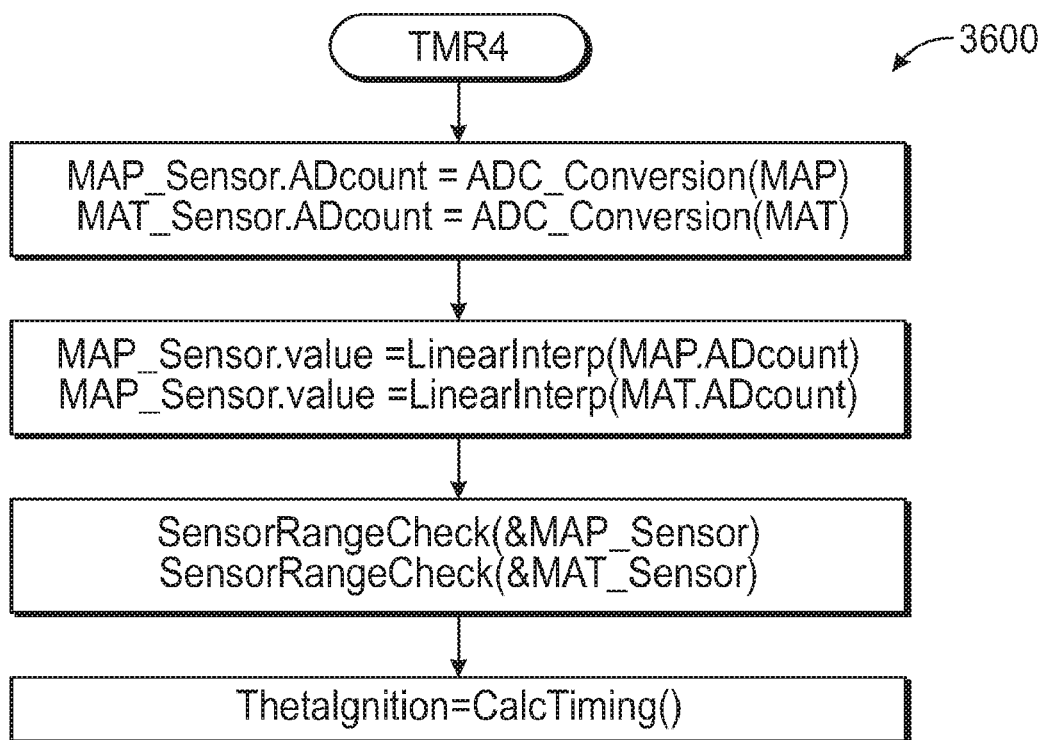 TMR4
3600
MAP_Sensor.ADcount = ADC_Conversion(MAP)
MAT_Sensor.ADcount = ADC_Conversion(MAT)
MAP_Sensor.value =LinearInterp(MAP.ADcount)
MAP_Sensor.value =LinearInterp(MAT.ADcount)
SensorRangeCheck(&MAP_Sensor)
SensorRangeCheck(&MAT_Sensor)
ThetaIgnition=CalcTiming()